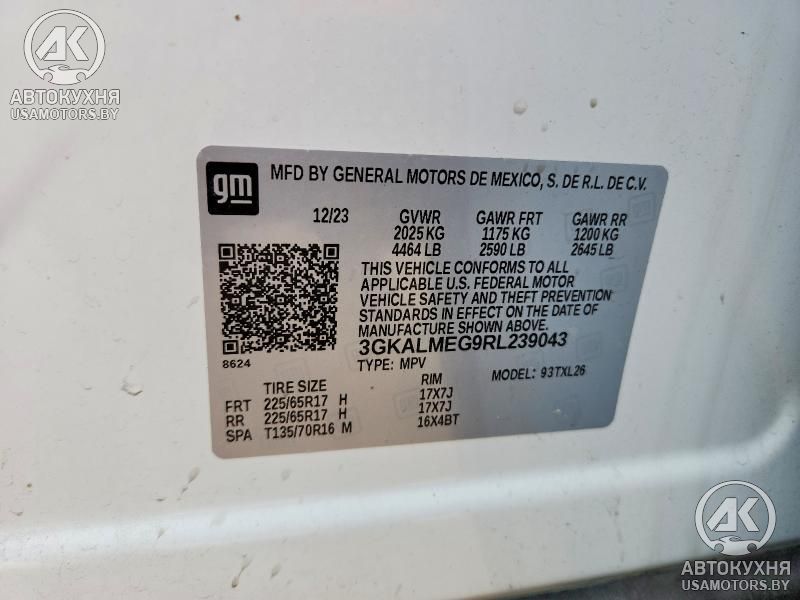 AK
АВТОКУХНЯ
USAMOTORS.BY
gm
MFD BY GENERAL MOTORS DE MEXICO, S. DE R.L. DE C.V.
12/23 GVWR GAWR FRT GAWR RR
2025 KG 1175 KG 1200 KG
4464 LB 2590 LB 2645 LB
THIS VEHICLE CONFORMS TO ALL
APPLICABLE U.S. FEDERAL MOTOR
VEHICLE SAFETY AND THEFT PREVENTION
STANDARDS IN EFFECT ON THE DATE OF
MANUFACTURE SHOWN ABOVE.
3GKALMEG9RL239043
8624
TYPE: MPV MODEL: 93TXL26
TIRE SIZE RIM
FRT 225/65R17 H 17X7J
RR 225/65R17 H 17X7J
SPA T135/70R16 M 16X4BT
AK
АВТОКУХНЯ
USAMOTORS.BY